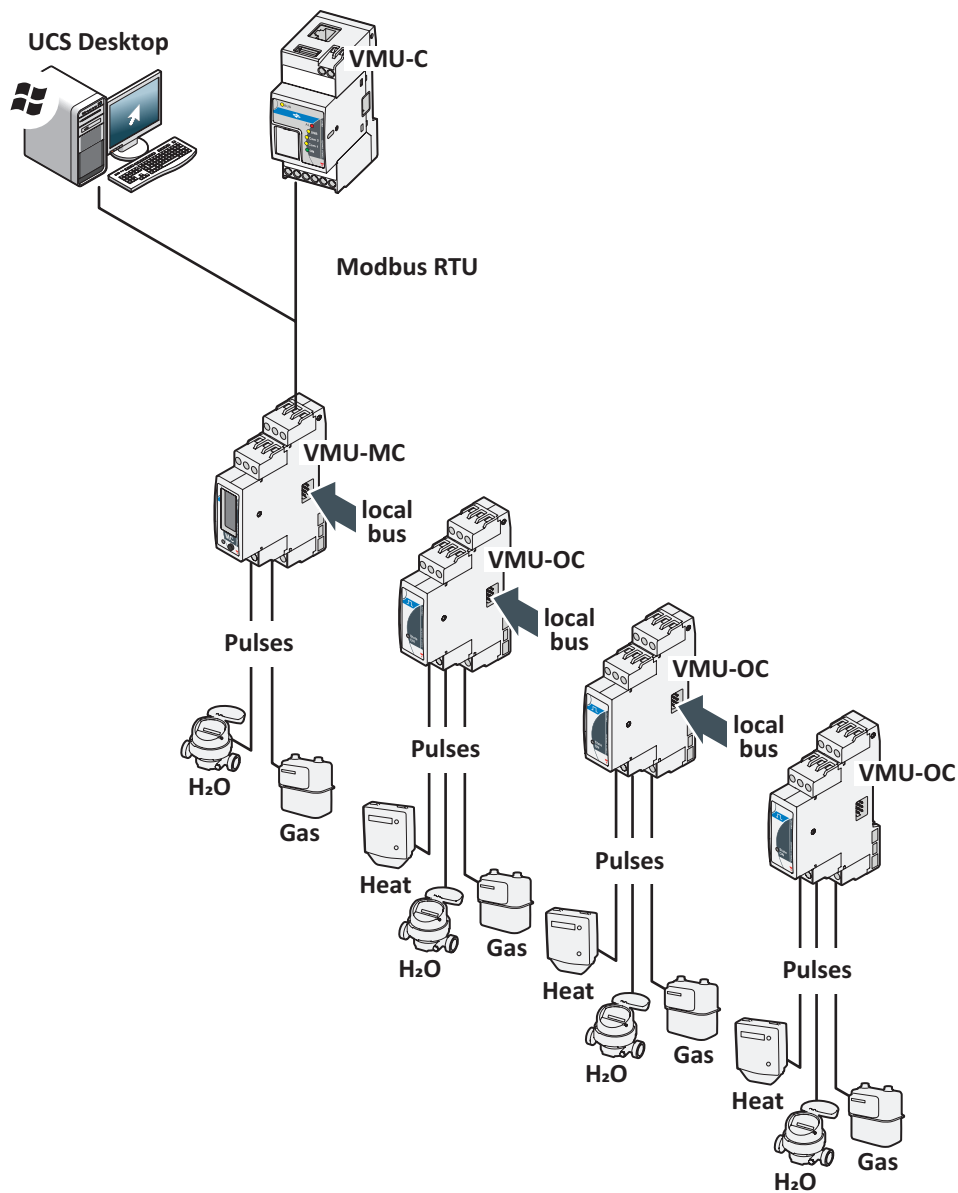 UCS Desktop
VMU-C
Modbus RTU
VMU-MC
local
bus
VMU-OC
local
bus
Pulses
VMU-OC
local
bus
Pulses
H₂O
VMU-OC
Gas
Pulses
Heat
Gas
H₂O
Pulses
Heat
Gas
H₂O
Heat
Gas
H₂O